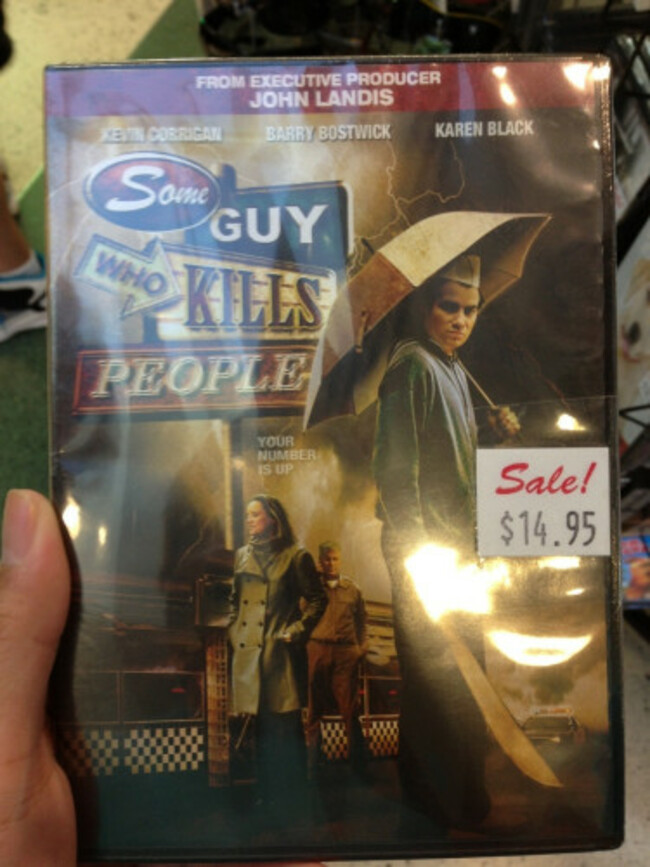 FROM EXECUTIVE PRODUCER
JOHN LANDIS
KEVIN CORRIGAN BARRY BOSTWICK KAREN BLACK
Some
GUY
WHO
KILLS
PEOPLE
YOUR
NUMBER
IS UP
Sale!
$14.95